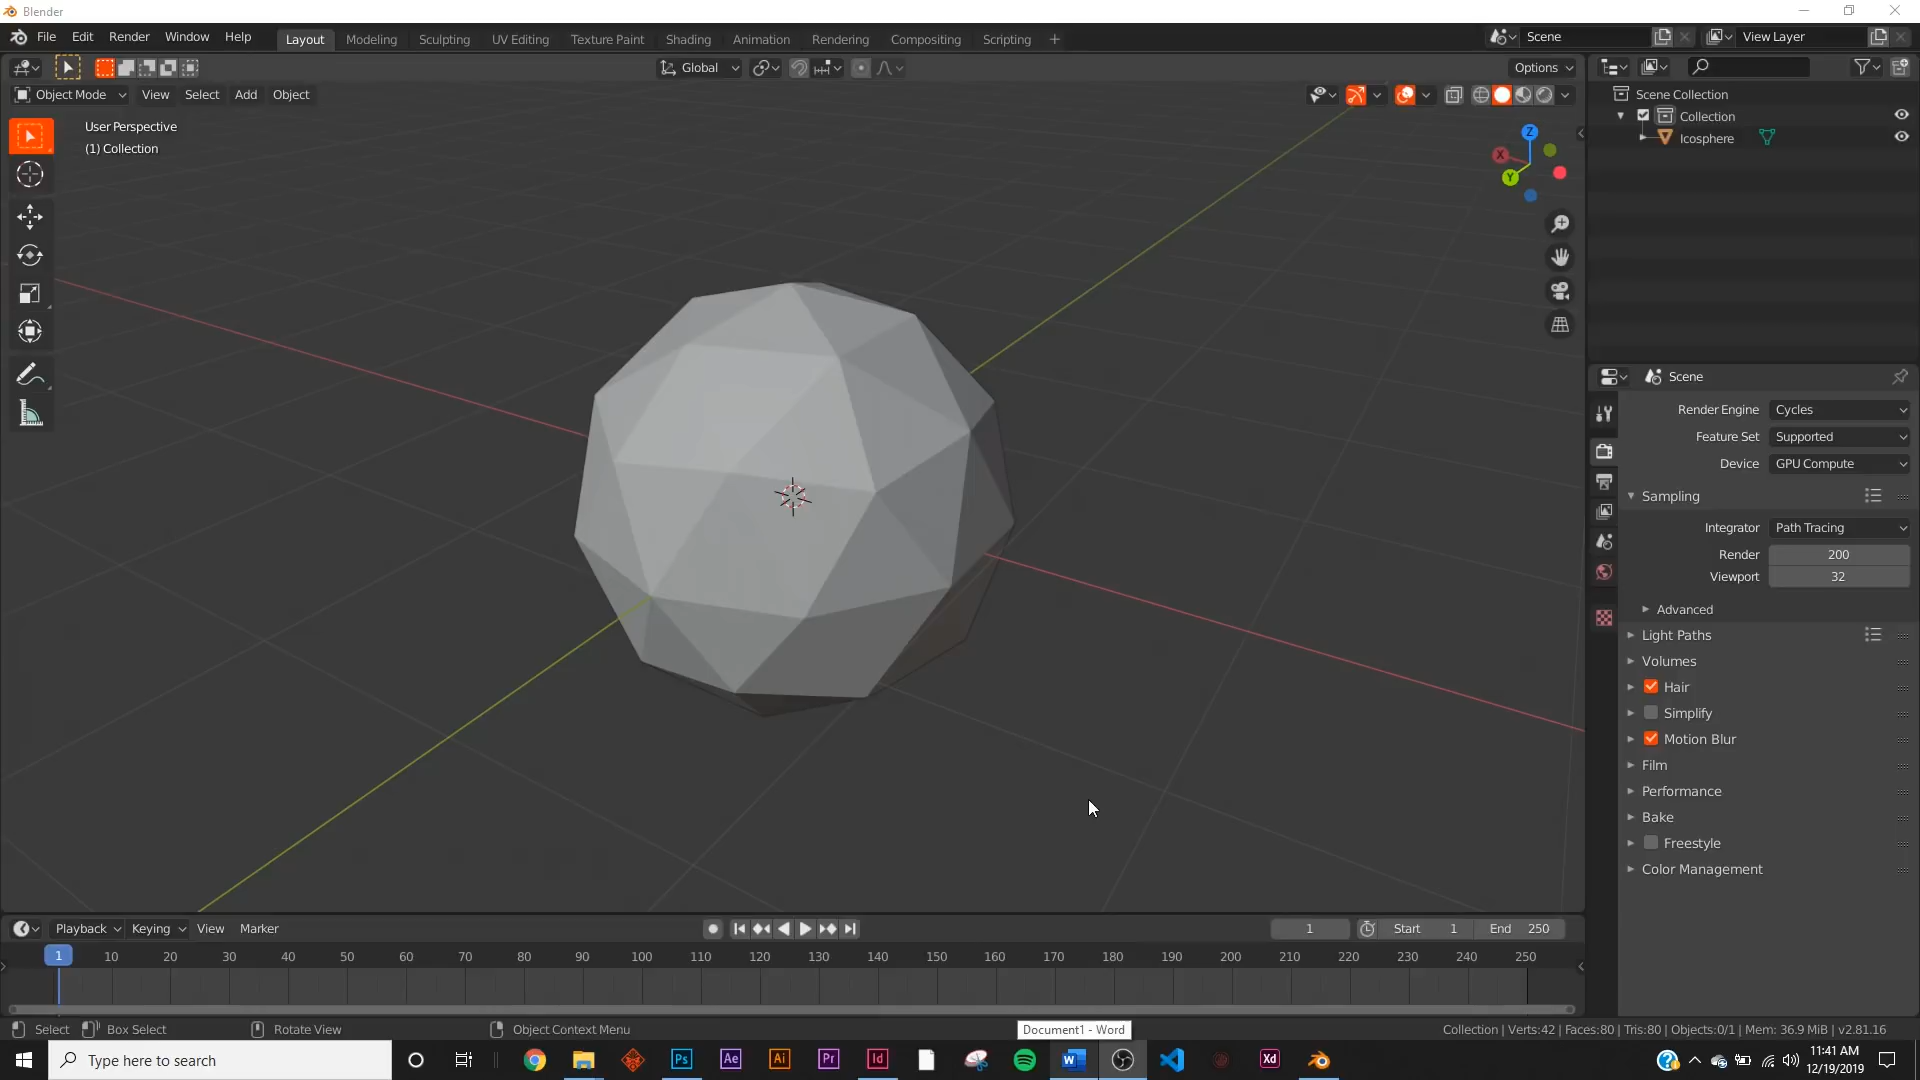 Blender
File Edit Render Window Help Layout Modeling Sculpting UV Editing Texture Paint Shading Animation Rendering Compositing Scripting + Scene View Layer
Global Options
Object Mode View Select Add Object
User Perspective
(1) Collection
Z
X
Y
Scene Collection
Collection
Icosphere
Scene
Render Engine Cycles
Feature Set Supported
Device GPU Compute
Sampling
Integrator Path Tracing
Render 200
Viewport 32
Advanced
Light Paths
Volumes
Hair
Simplify
Motion Blur
Film
Performance
Bake
Freestyle
Color Management
Playback Keying View Marker 1 Start 1 End 250
1 10 20 30 40 50 60 70 80 90 100 110 120 130 140 150 160 170 180 190 200 210 220 230 240 250
Select Box Select Rotate View Object Context Menu Document1 - Word Collection | Verts:42 | Faces:80 | Tris:80 | Objects:0/1 | Mem: 36.9 MiB | v2.81.16
Type here to search Ps Ae Ai Pr Id W Xd ? 11:41 AM
12/19/2019